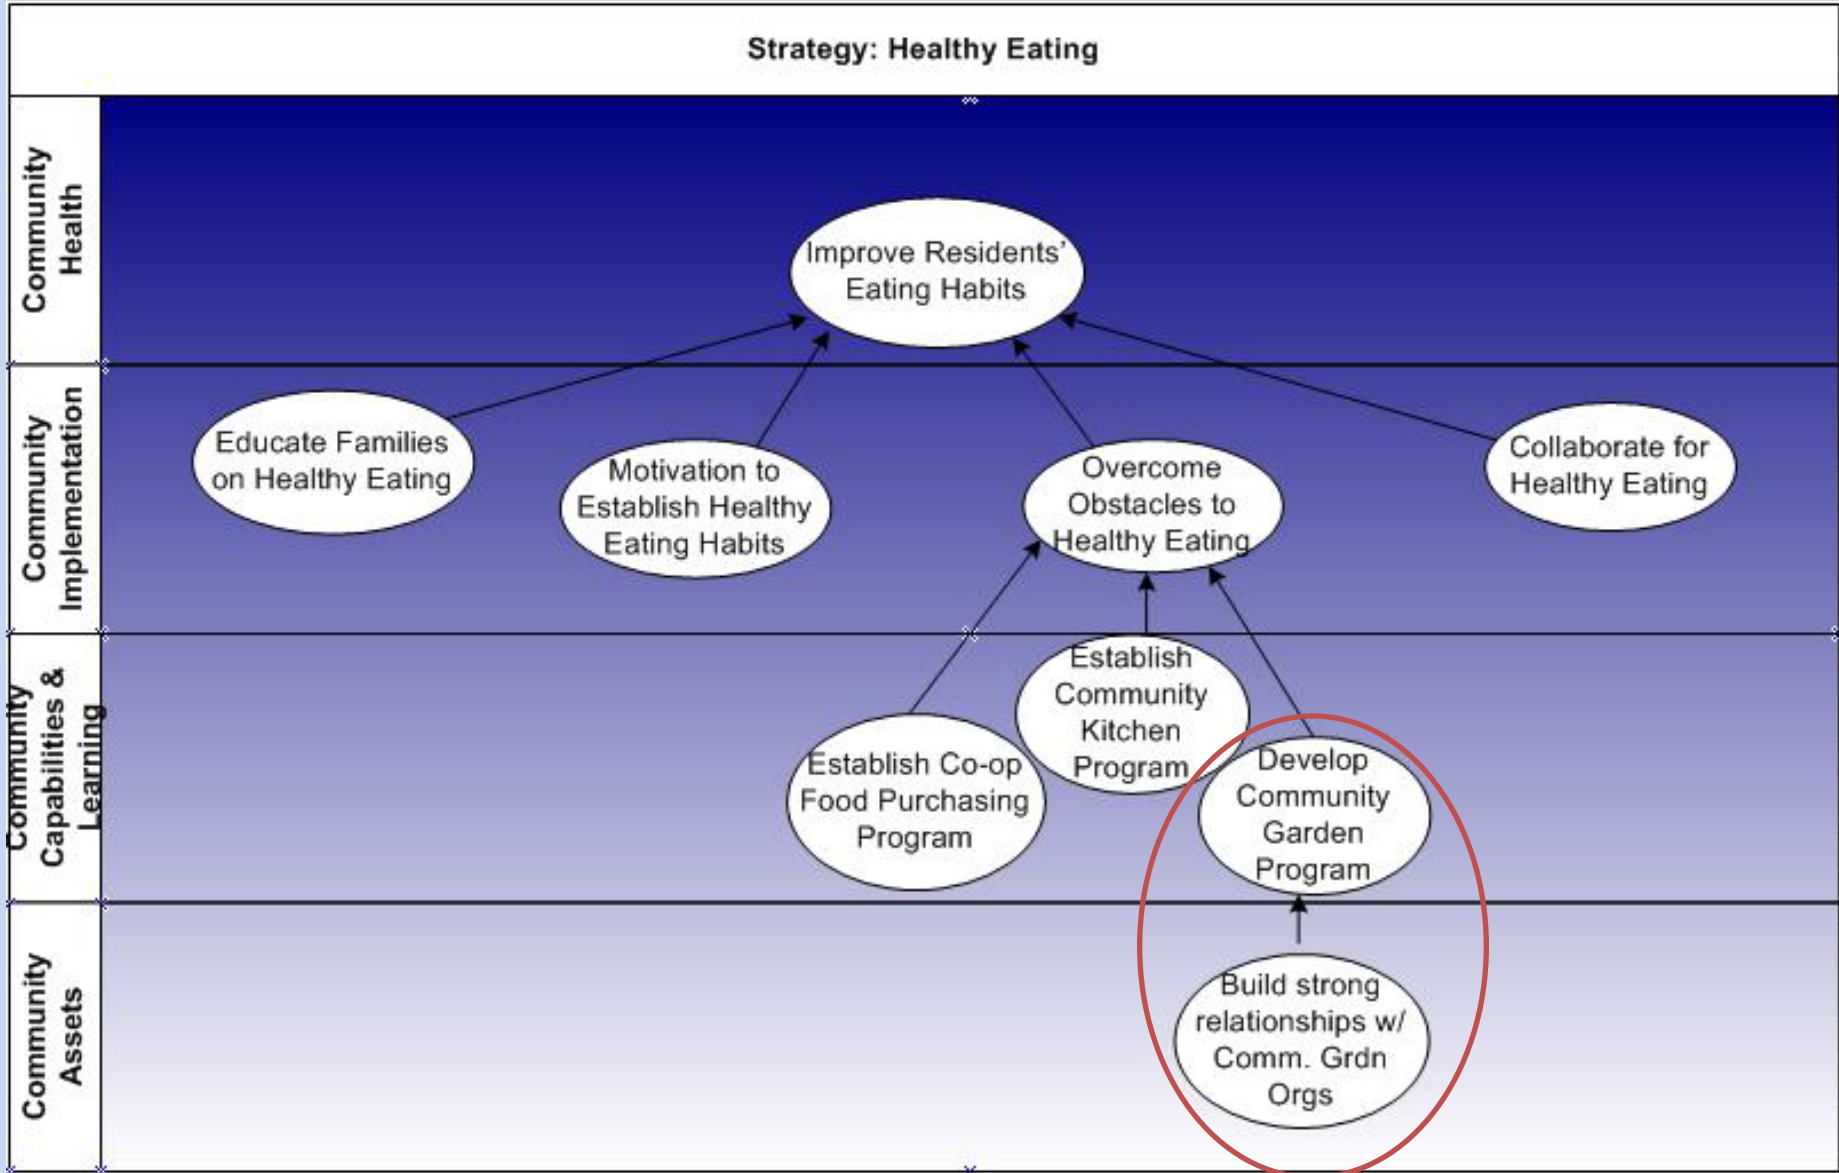 Strategy: Healthy Eating
Community
Health
Improve Residents'
Eating Habits
Community
Implementation
Educate Families
on Healthy Eating
Motivation to
Establish Healthy
Eating Habits
Overcome
Obstacles to
Healthy Eating
Collaborate for
Healthy Eating
Community
Capabilities &
Learning
Establish Co-op
Food Purchasing
Program
Establish
Community
Kitchen
Program
Develop
Community
Garden
Program
Community
Assets
Build strong
relationships w/
Comm. Grdn
Orgs